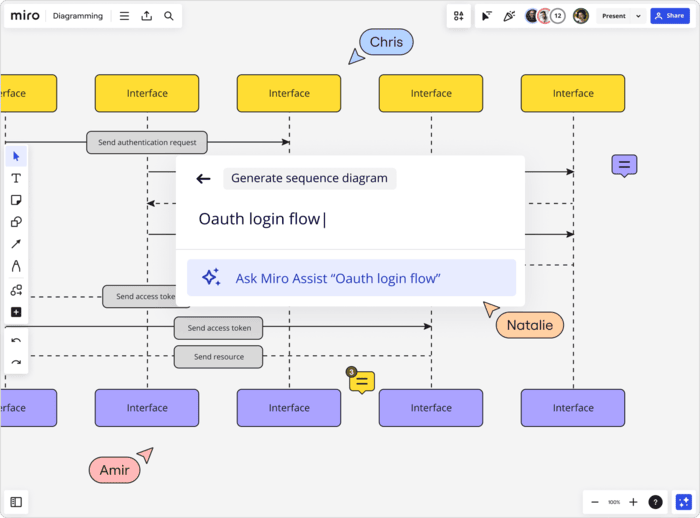 miro
Diagramming
12
Present
Share
Chris
rface
Interface
Interface
Interface
Interface
Send authentication request
Generate sequence diagram
Oauth login flow
Ask Miro Assist “Oauth login flow”
Send access toke
Natalie
Send access token
Send resource
3
rface
Interface
Interface
Interface
Interface
Amir
100%
?